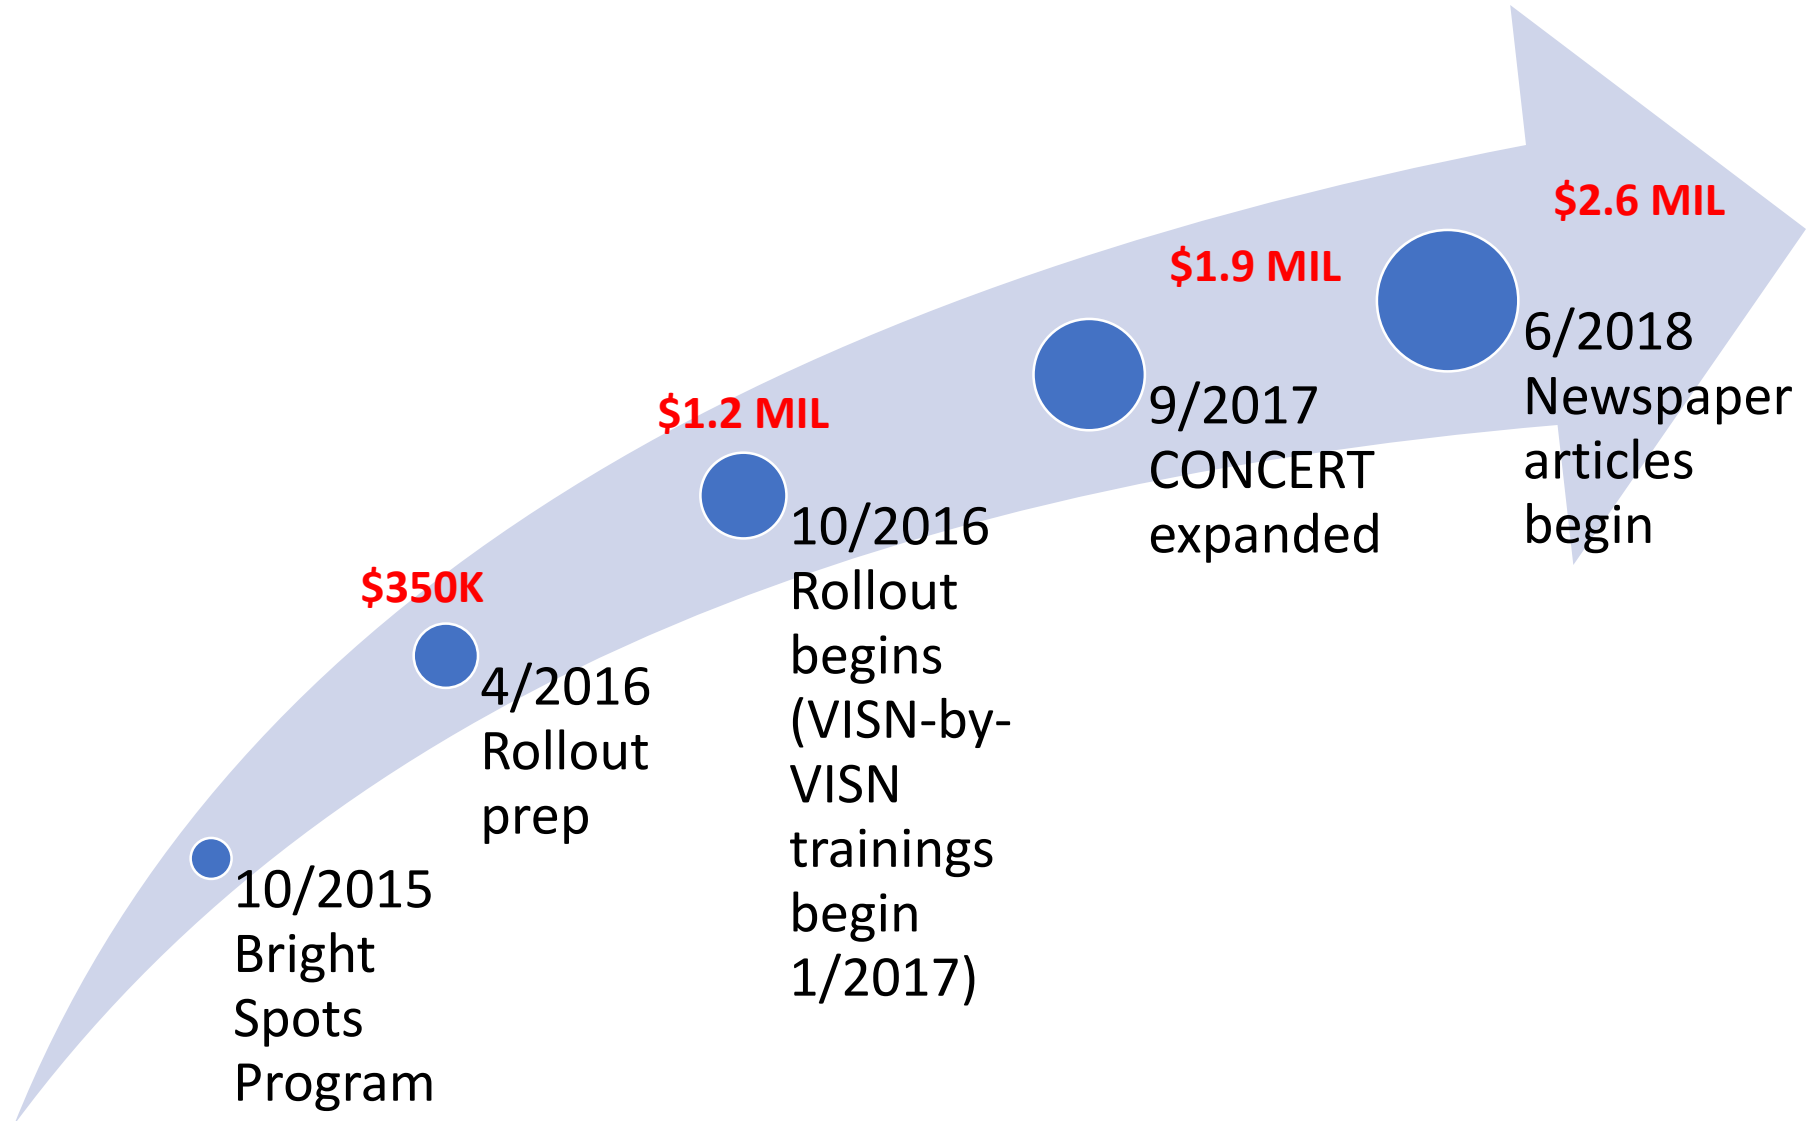 10/2015
Bright
Spots
Program
$350K
4/2016
Rollout
prep
$1.2 MIL
10/2016
Rollout
begins
(VISN-by-
VISN
trainings
begin
1/2017)
$1.9 MIL
9/2017
CONCERT
expanded
$2.6 MIL
6/2018
Newspaper
articles
begin